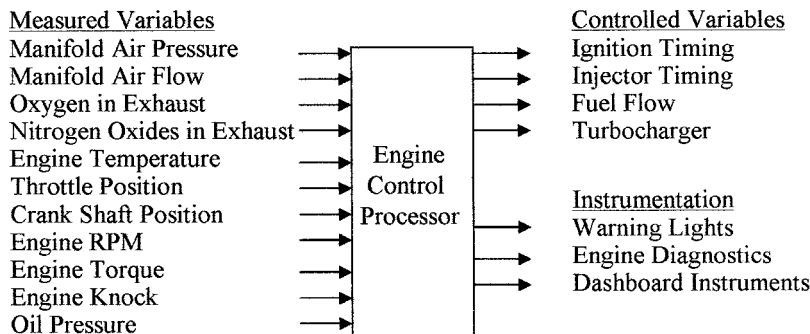 Measured Variables
Manifold Air Pressure
Manifold Air Flow
Oxygen in Exhaust
Nitrogen Oxides in Exhaust
Engine Temperature
Throttle Position
Crank Shaft Position
Engine RPM
Engine Torque
Engine Knock
Oil Pressure
Engine
Control
Processor
Controlled Variables
Ignition Timing
Injector Timing
Fuel Flow
Turbocharger
Instrumentation
Warning Lights
Engine Diagnostics
Dashboard Instruments